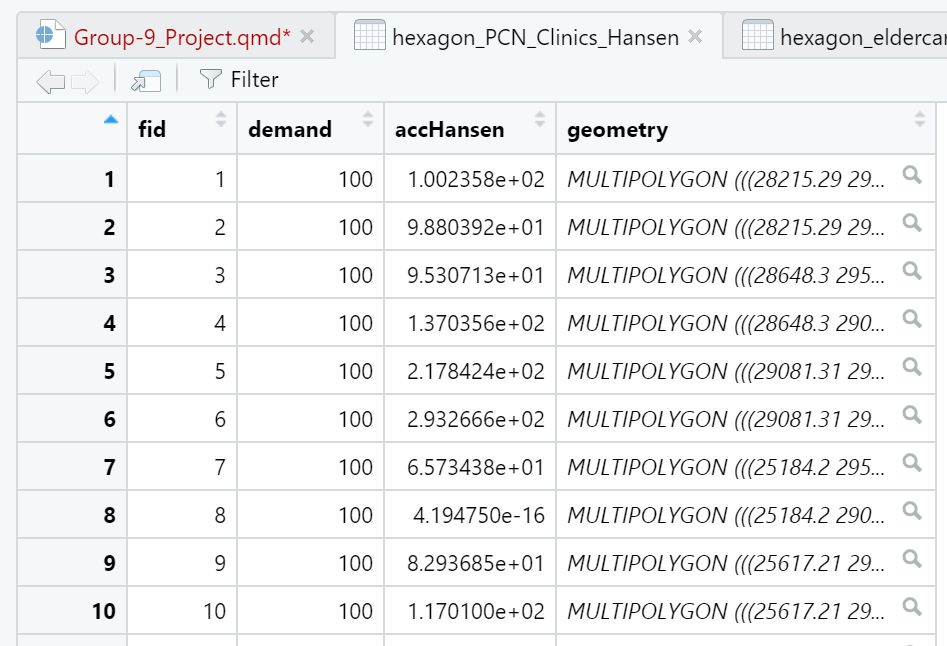 Group-9_Project.qmd* hexagon_PCN_Clinics_Hansen hexagon_eldercar
Filter
fid demand accHansen geometry
1 1 100 1.002358e+02 MULTIPOLYGON (((28215.29 29...
2 2 100 9.880392e+01 MULTIPOLYGON (((28215.29 29...
3 3 100 9.530713e+01 MULTIPOLYGON (((28648.3 295...
4 4 100 1.370356e+02 MULTIPOLYGON (((28648.3 290...
5 5 100 2.178424e+02 MULTIPOLYGON (((29081.31 29...
6 6 100 2.932666e+02 MULTIPOLYGON (((29081.31 29...
7 7 100 6.573438e+01 MULTIPOLYGON (((25184.2 295...
8 8 100 4.194750e-16 MULTIPOLYGON (((25184.2 290...
9 9 100 8.293685e+01 MULTIPOLYGON (((25617.21 29...
10 10 100 1.170100e+02 MULTIPOLYGON (((25617.21 29...